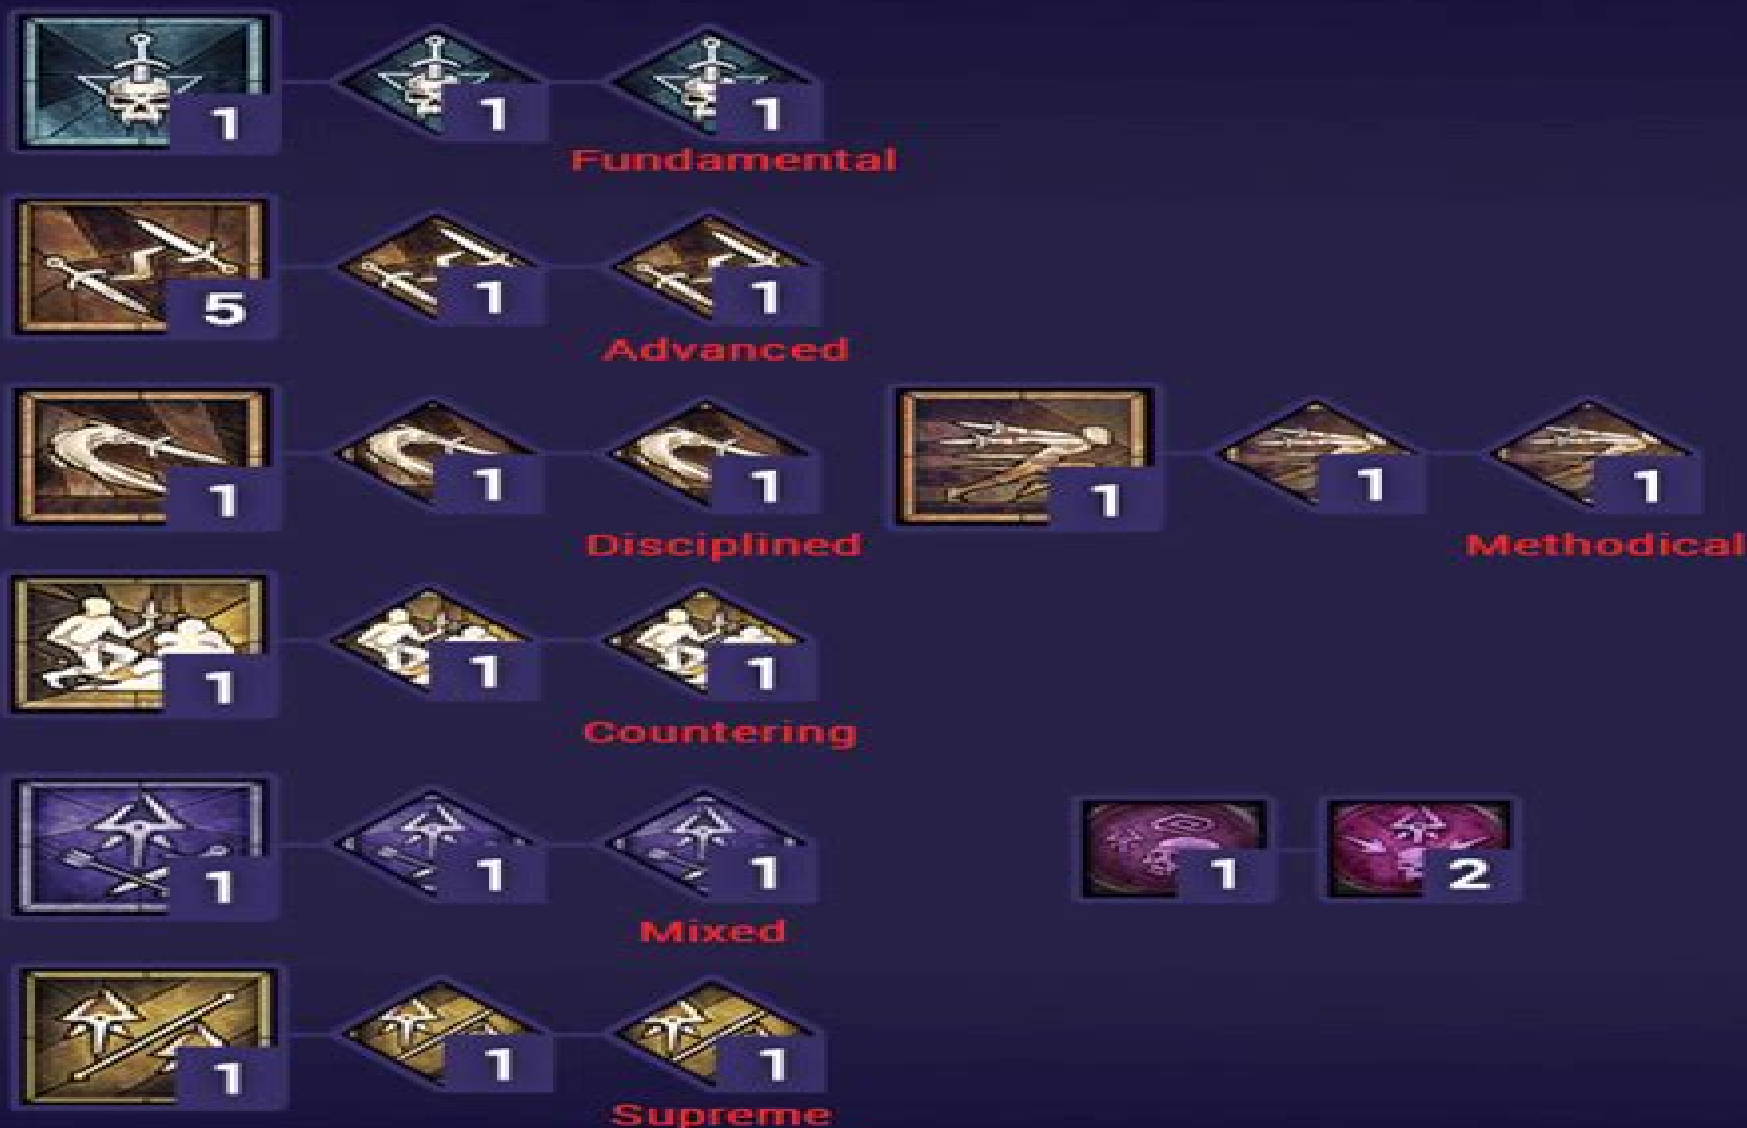 1 1 1
Fundamental
5 1 1
Advanced
1 1 1 1 1 1
Disciplined Methodical
1 1 1
Countering
1 1 1 1 2
Mixed
1 1 1
Supreme